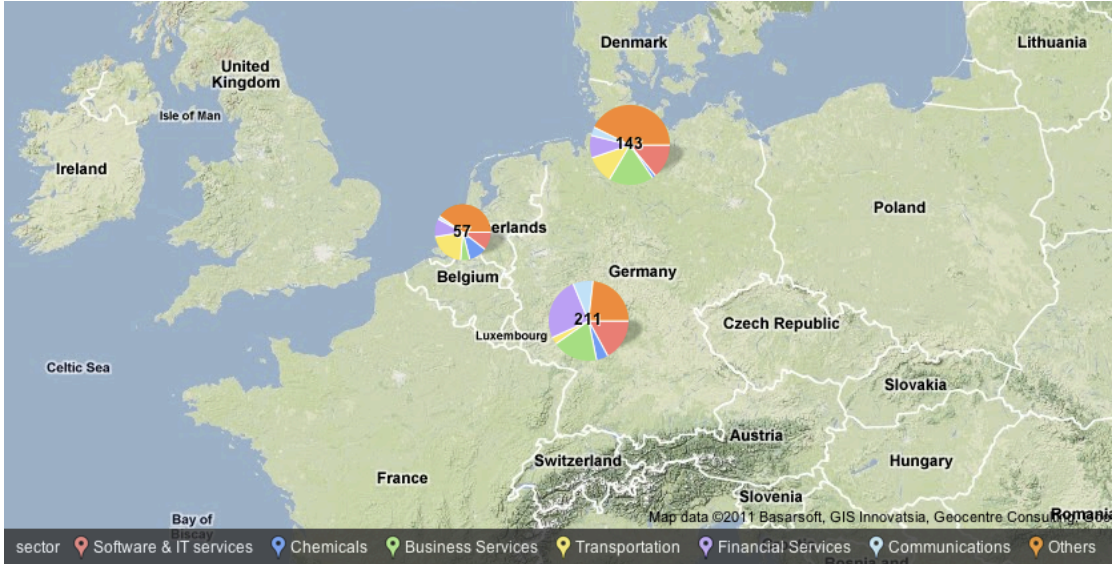 Denmark
Lithuania
United
Kingdom
Isle of Man
143
Ireland
Poland
57
erlands
Germany
Belgium
211
Czech Republic
Luxembourg
Celtic Sea
Slovakia
Austria
Switzerland
Hungary
France
Slovenia
Bay of
Biscay
Map data ©2011 Basarsoft, GIS Innovatsia, Geocentre Consulting,
Romania
sector Software & IT services Chemicals Business Services Transportation Financial Services Communications Others